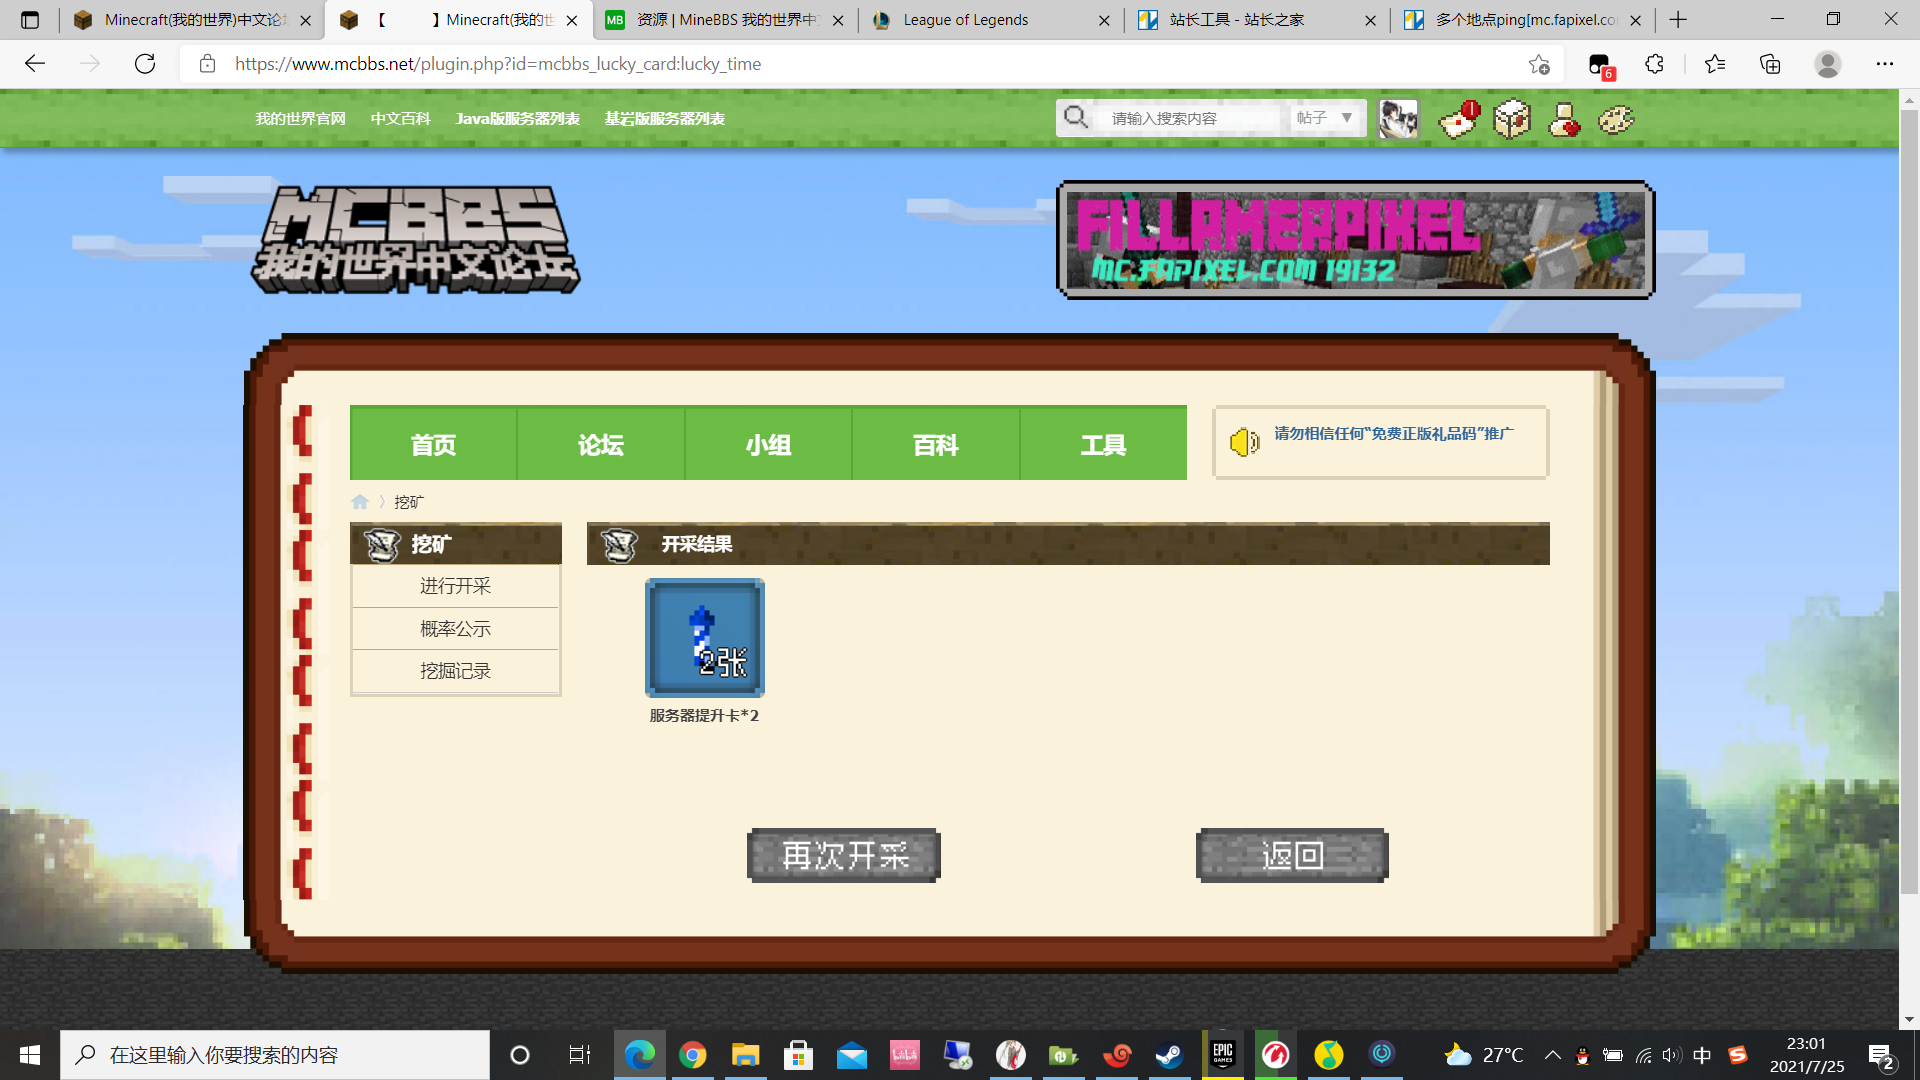 Minecraft(我的世界)中文论坛
【 】Minecraft(我的世
MB
资源 | MineBBS 我的世界中文
League of Legends
站长工具 - 站长之家
多个地点ping[mc.fapixel.co
https://www.mcbbs.net/plugin.php?id=mcbbs_lucky_card:lucky_time
6
我的世界官网
中文百科
Java版服务器列表
基岩版服务器列表
请输入搜索内容
帖子
MCBBS
我的世界中文论坛
FILLAMEAPIXEL
MC.FAPIXEL.COM 19132
首页
论坛
小组
百科
工具
请勿相信任何“免费正版礼品码”推广
挖矿
挖矿
进行开采
概率公示
挖掘记录
开采结果
2张
服务器提升卡*2
再次开采
返回
在这里输入你要搜索的内容
EPIC
GAMES
27°C
中
S
23:01
2021/7/25
2